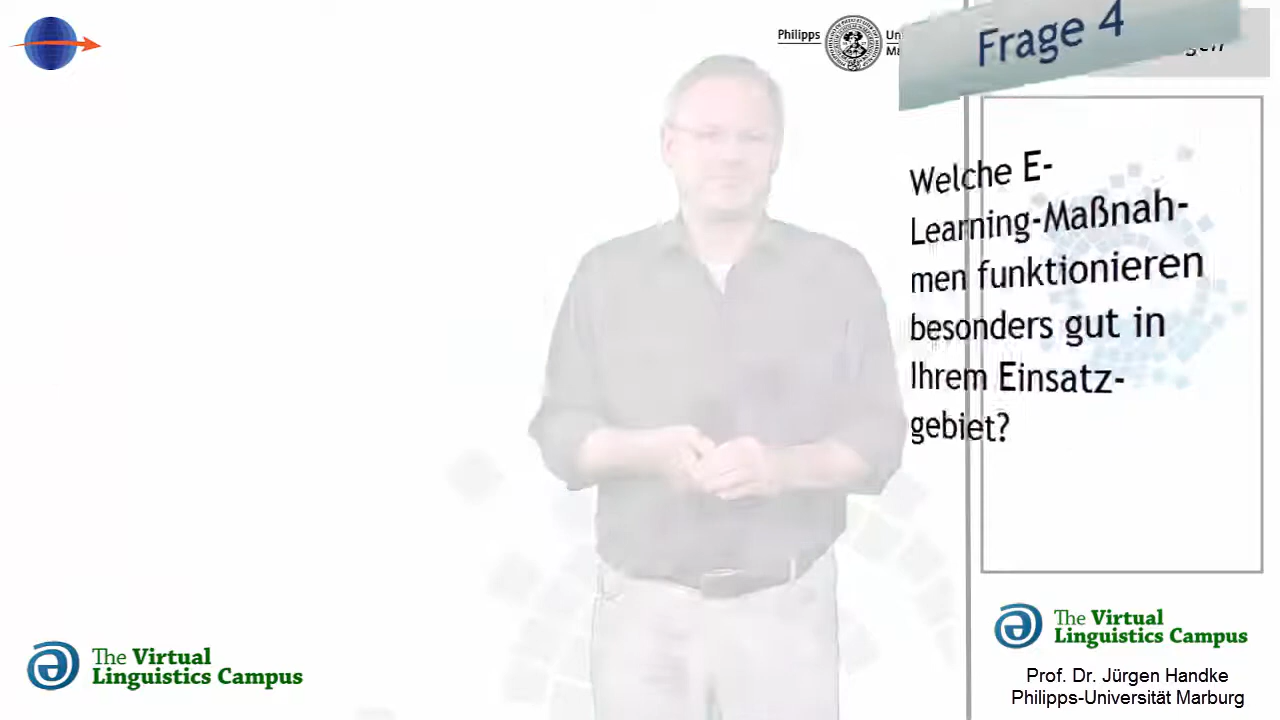 Philipps
Frage 4
Welche E-
Learning-Maßnah-
men funktionieren
besonders gut in
Ihrem Einsatz-
gebiet?
The Virtual
Linguistics Campus
The Virtual
Linguistics Campus
Prof. Dr. Jürgen Handke
Philipps-Universität Marburg